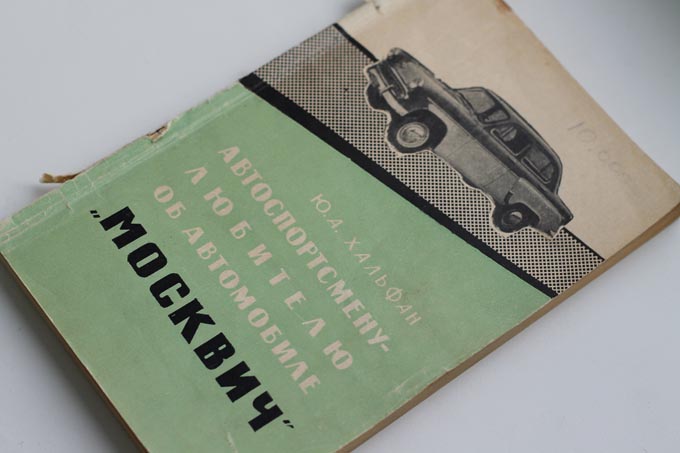 Ю.А. ХАЛЬФАН
АВТОСПОРТСМЕНУ-
ЛЮБИТЕЛЮ
ОБ АВТОМОБИЛЕ
„МОСКВИЧ“